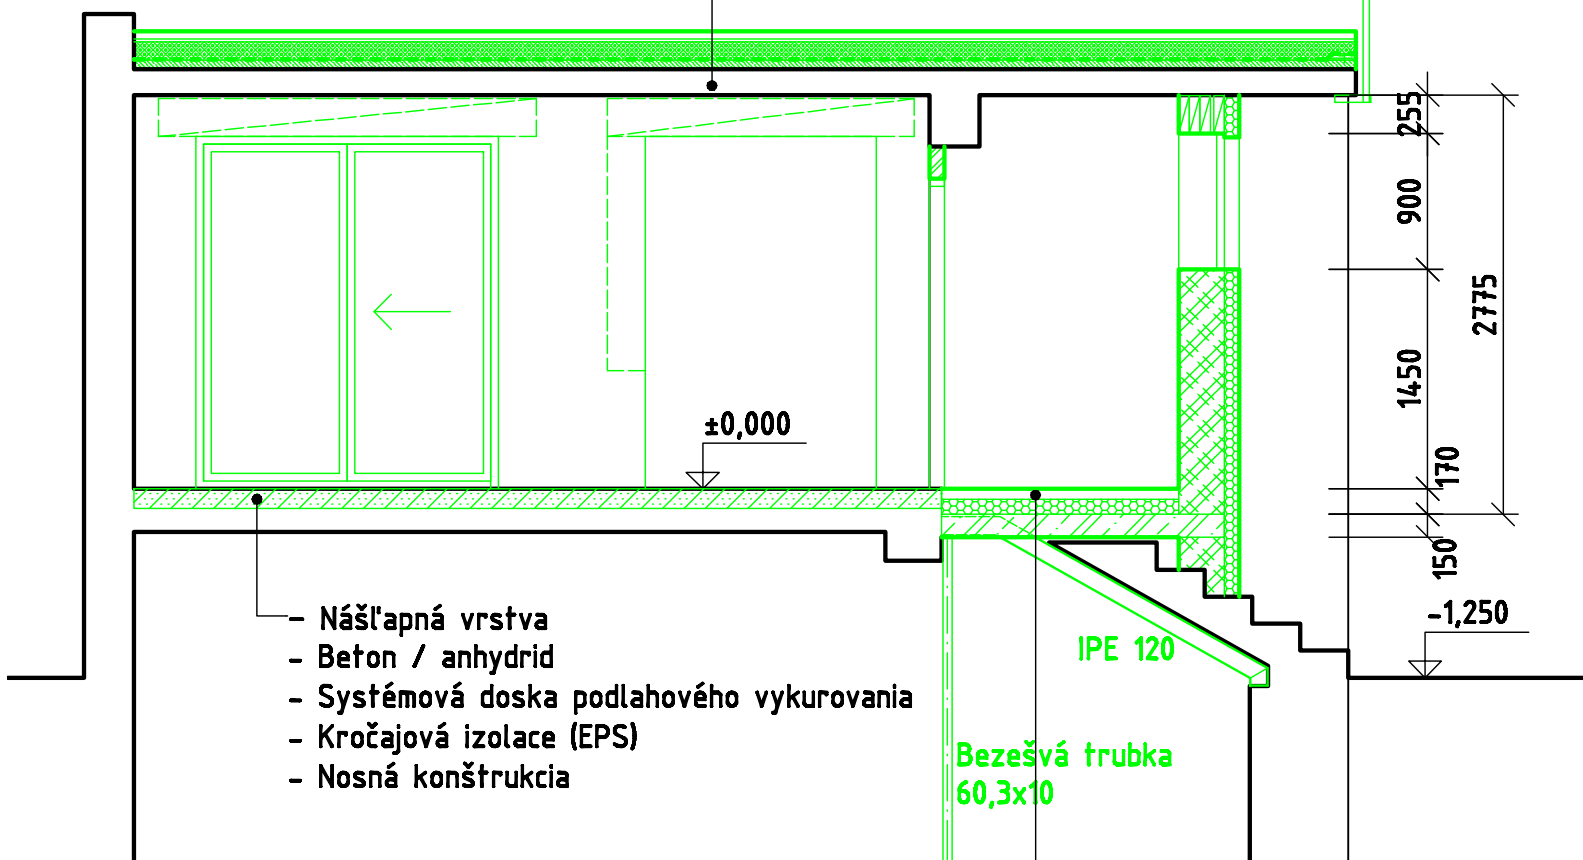 255
900
2775
1450
±0,000
170
150
-1,250
- Nášľapná vrstva
- Beton / anhydrid
- Systémová doska podlahového vykurovania
- Kročajová izolace (EPS)
- Nosná konštrukcia
IPE 120
Bezešvá trubka
60,3x10